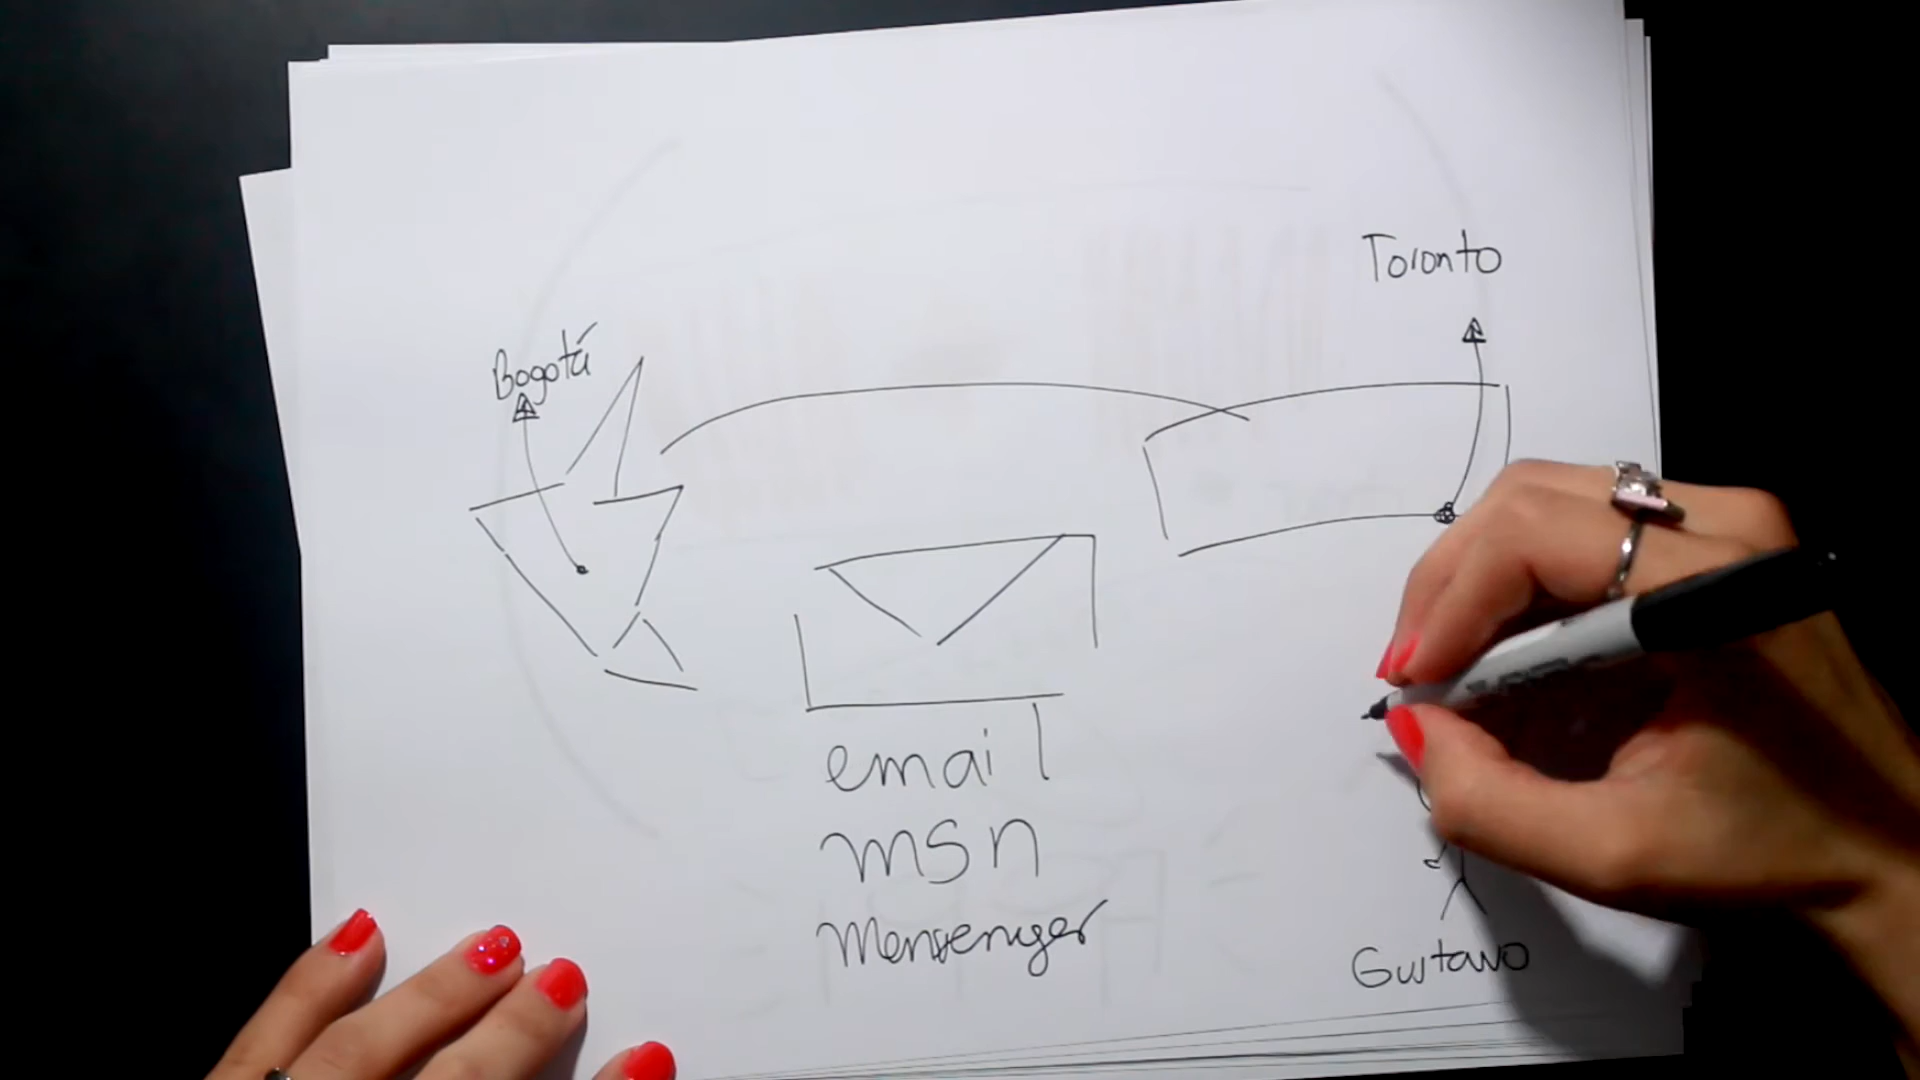 Toronto
Bogotá
email
msn
Mensenger
Gustavo